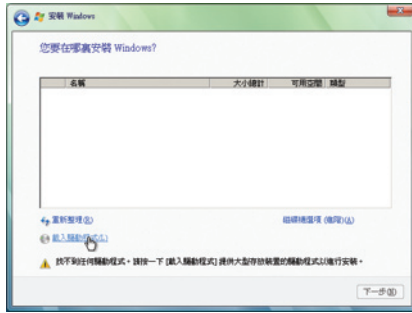 安裝 Windows
您要在哪裏安裝 Windows?
名稱 大小總計 可用空間 類型
重新整理(R)
磁碟機選項 (進階)(A)
載入驅動程式(L)
找不到任何驅動程式。請按一下 [載入驅動程式] 提供大型存放裝置的驅動程式以進行安裝。
下一步(N)